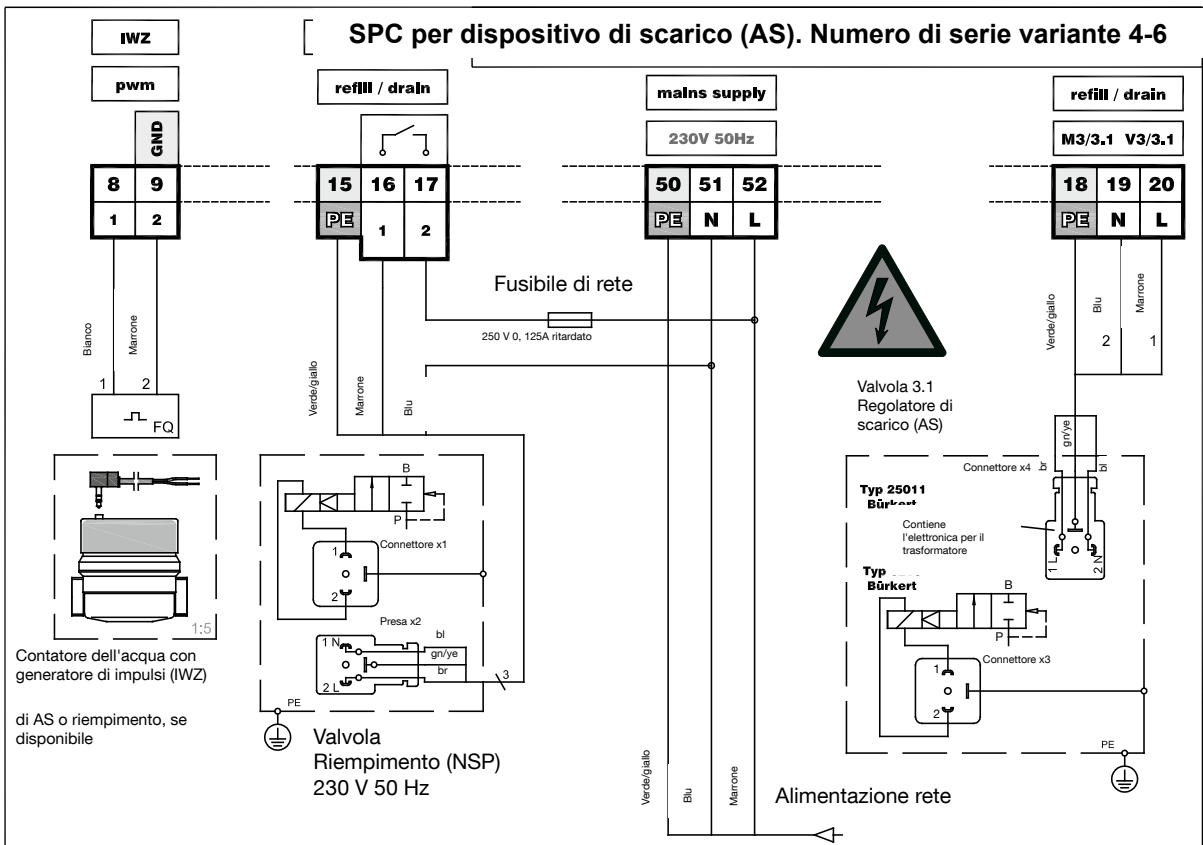 SPC per dispositivo di scarico (AS). Numero di serie variante 4-6
IWZ
pwm
GND
8 9
1 2
Bianco
Marrone
1 2
FQ
1:5
Contatore dell'acqua con
generatore di impulsi (IWZ)
di AS o riempimento, se
disponibile
refill / drain
15 16 17
PE 1 2
Verde/giallo
Marrone
Blu
Fusibile di rete
250 V 0, 125A ritardato
B
P
Connettore x1
1
2
Presa x2
1 N
2 L
bl
gn/ye
br
3
PE
Valvola
Riempimento (NSP)
230 V 50 Hz
mains supply
230V 50Hz
50 51 52
PE N L
Verde/giallo
Blu
Marrone
Alimentazione rete
refill / drain
M3/3.1 V3/3.1
18 19 20
PE N L
Verde/giallo
Blu
Marrone
2 1
Valvola 3.1
Regolatore di
scarico (AS)
gn/ye
Connettore x4
br
bl
Typ 25011
Bürkert
Contiene
l'elettronica per il
trasformatore
1 L
2 N
Typ
Bürkert
B
P
Connettore x3
1
2
PE